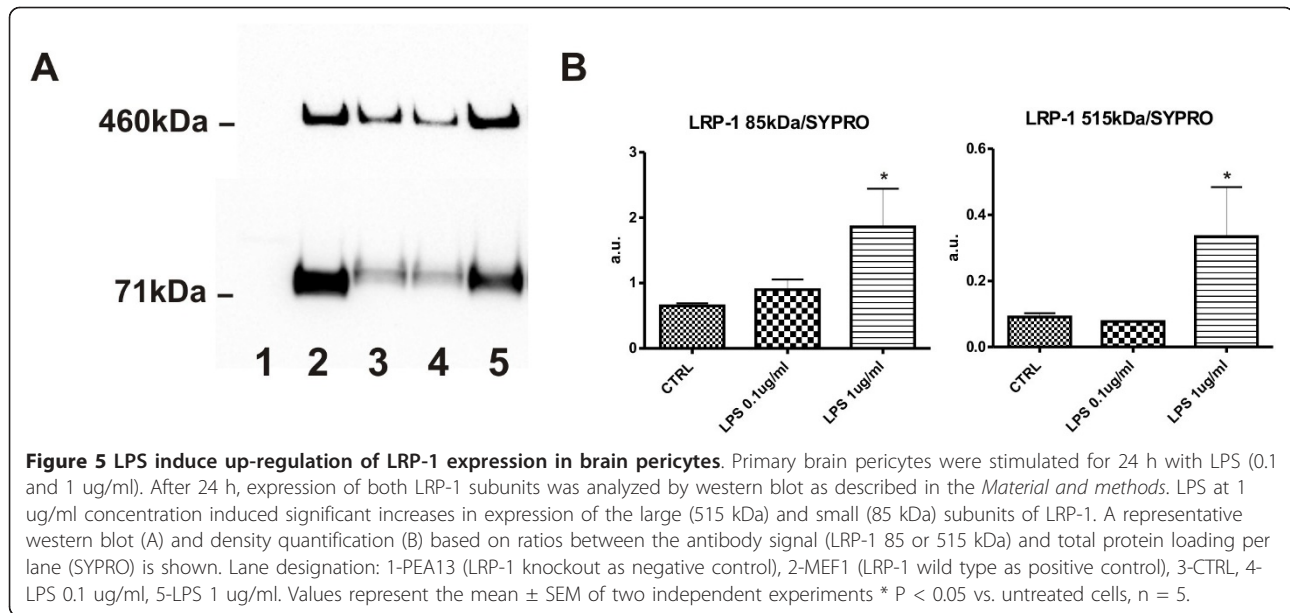 A
460kDa –
71kDa –
1 2 3 4 5
B
LRP-1 85kDa/SYPRO
3
2
1
0
a.u.
*
CTRL
LPS 0.1ug/ml
LPS 1ug/ml
LRP-1 515kDa/SYPRO
0.6
0.4
0.2
0.0
a.u.
*
CTRL
LPS 0.1ug/ml
LPS 1ug/ml
Figure 5 LPS induce up-regulation of LRP-1 expression in brain pericytes. Primary brain pericytes were stimulated for 24 h with LPS (0.1
and 1 ug/ml). After 24 h, expression of both LRP-1 subunits was analyzed by western blot as described in the Material and methods. LPS at 1
ug/ml concentration induced significant increases in expression of the large (515 kDa) and small (85 kDa) subunits of LRP-1. A representative
western blot (A) and density quantification (B) based on ratios between the antibody signal (LRP-1 85 or 515 kDa) and total protein loading per
lane (SYPRO) is shown. Lane designation: 1-PEA13 (LRP-1 knockout as negative control), 2-MEF1 (LRP-1 wild type as positive control), 3-CTRL, 4-
LPS 0.1 ug/ml, 5-LPS 1 ug/ml. Values represent the mean ± SEM of two independent experiments * P < 0.05 vs. untreated cells, n = 5.